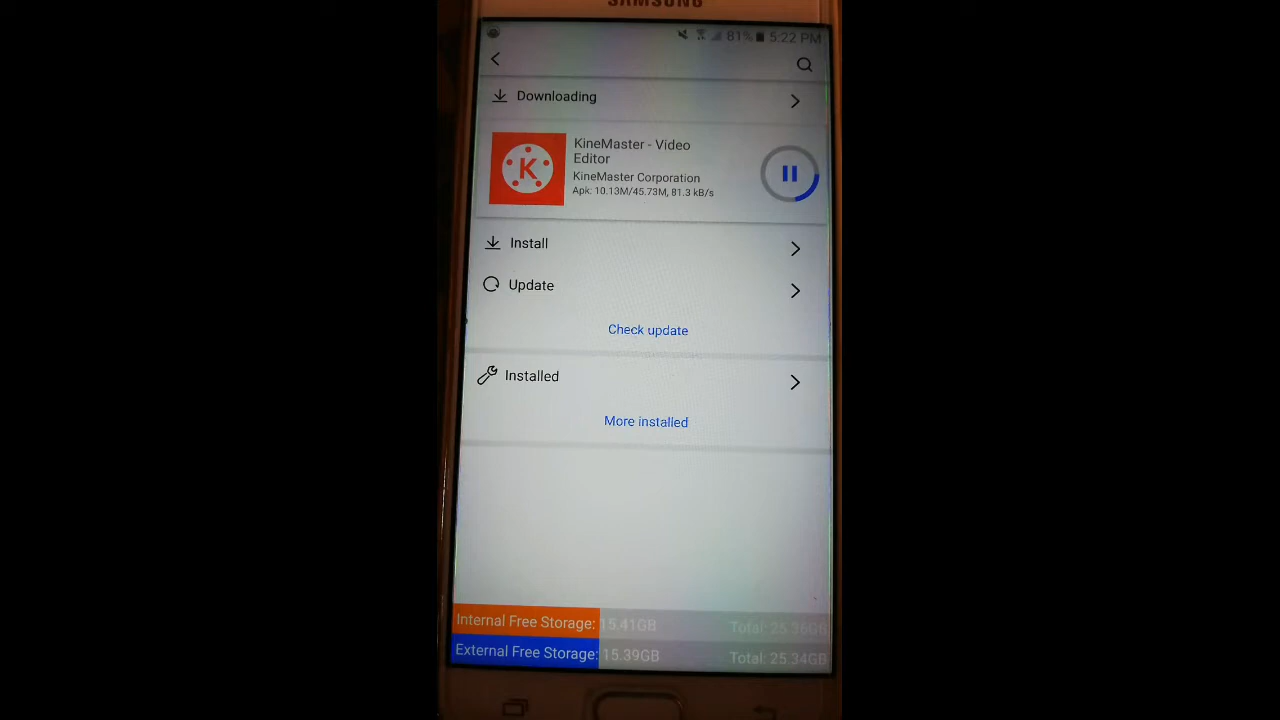 SAMSUNG
81% 5:22 PM
Downloading
KineMaster - Video
Editor
KineMaster Corporation
Apk: 10.13M/45.73M, 81.3 kB/s
K
Install
Update
Check update
Installed
More installed
Internal Free Storage: 15.41GB Total: 25.36GB
External Free Storage: 15.39GB Total: 25.34GB